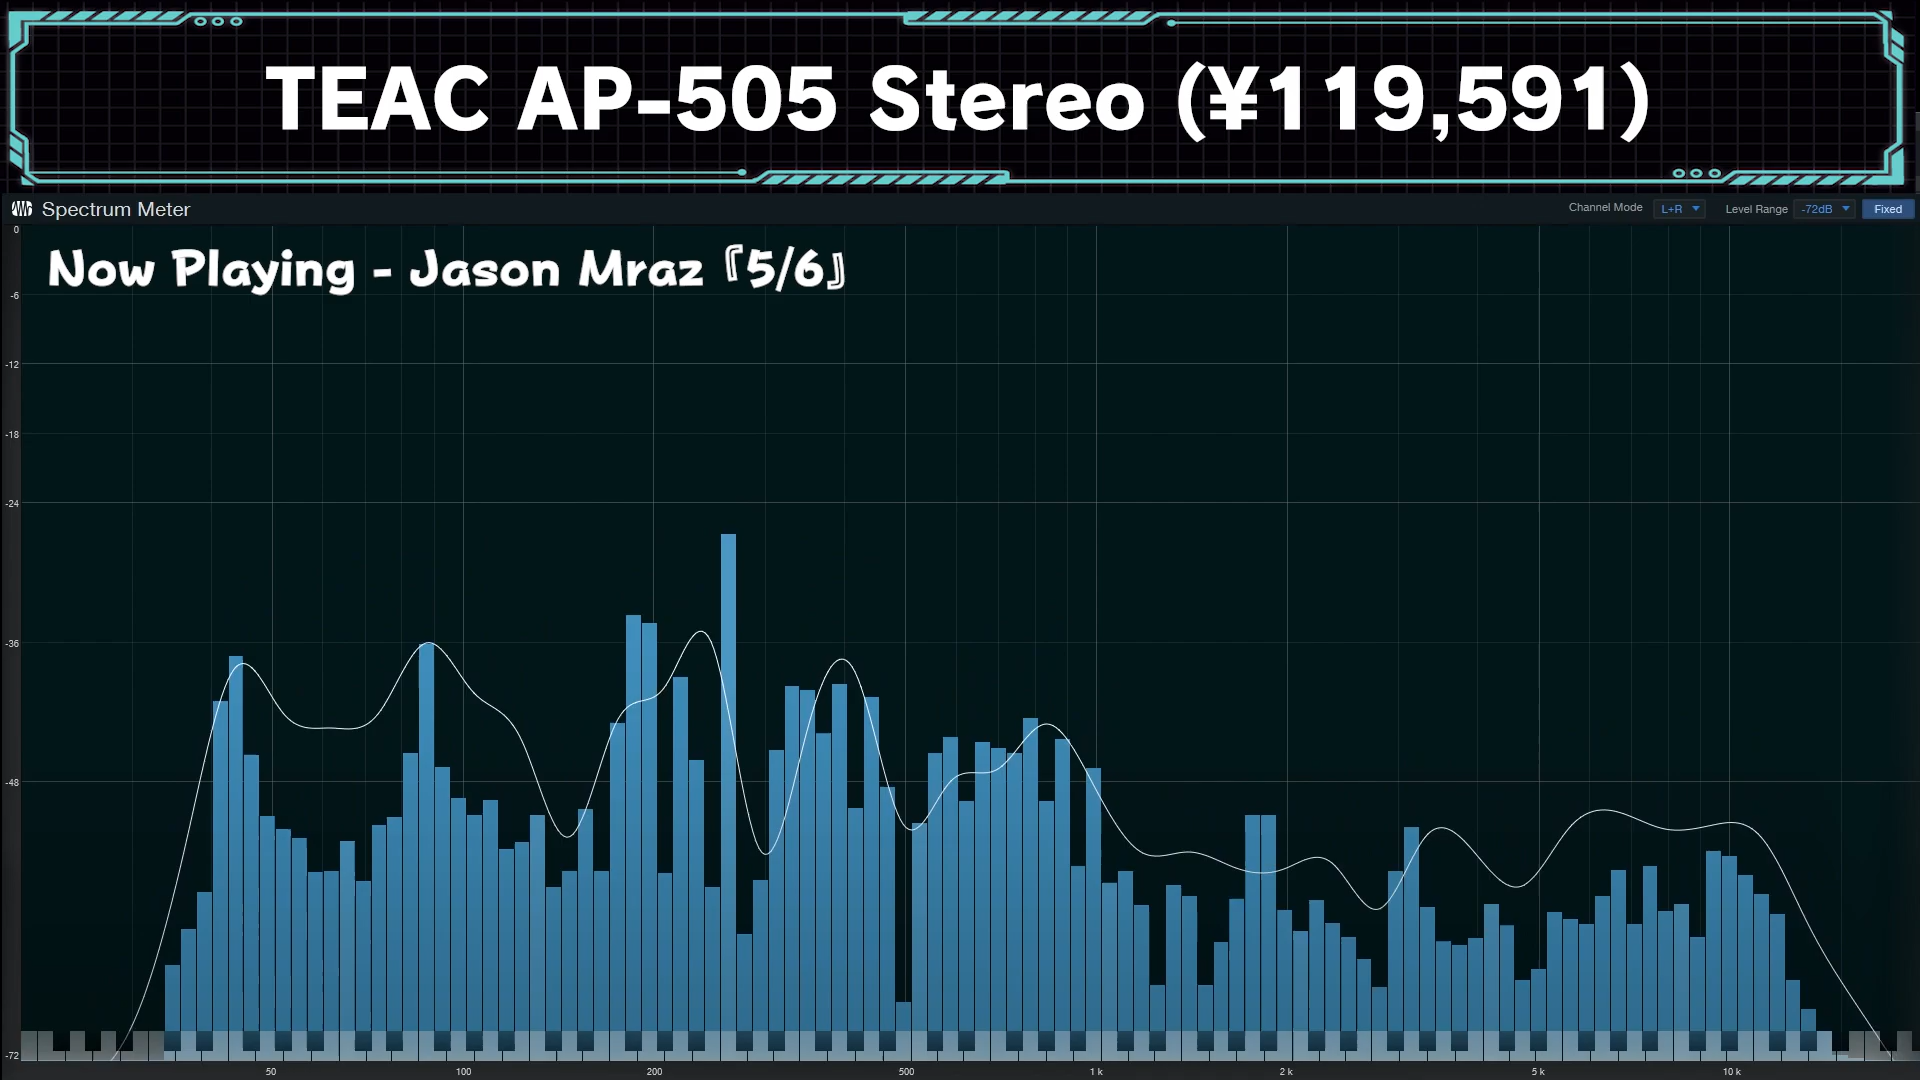 TEAC AP-505 Stereo (¥119,591)
Spectrum Meter
Channel Mode L+R Level Range -72dB Fixed
Now Playing - Jason Mraz『5/6』
0
-6
-12
-18
-24
-36
-48
-72
50 100 200 500 1 k 2 k 5 k 10 k